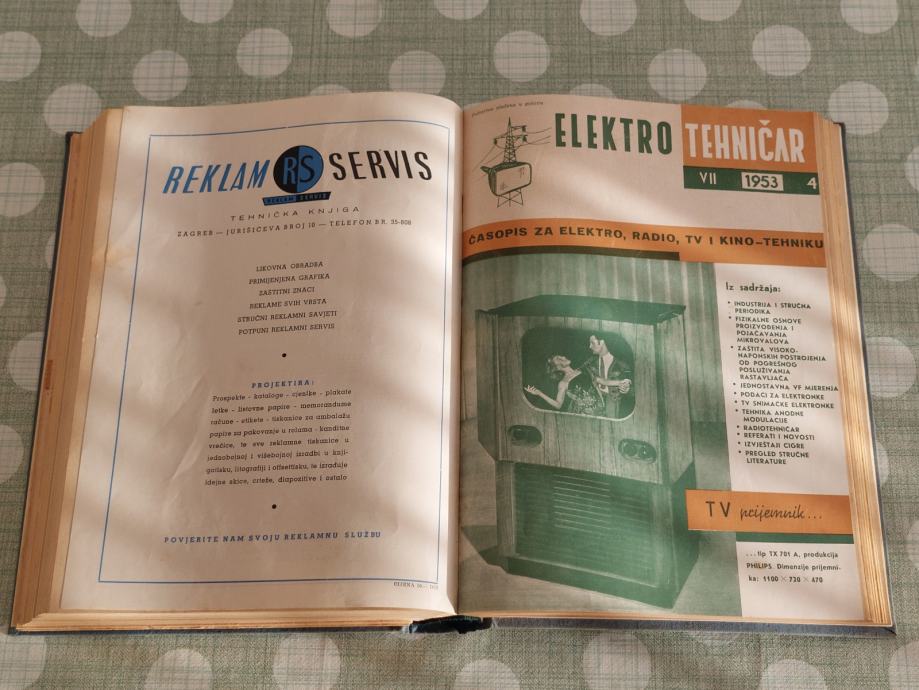 REKLAM RS SERVIS
REKLAM SERVIS
TEHNIČKA KNJIGA
ZAGREB — JURIŠIĆEVA BROJ 10 — TELEFON BR. 35-808
LIKOVNA OBRADBA
PRIMIJENJENA GRAFIKA
ZAŠTITNI ZNACI
REKLAME SVIH VRSTA
STRUČNI REKLAMNI SAVJETI
POTPUNI REKLAMNI SERVIS
PROJEKTIRA:
Prospekte - kataloge - cjenike - plakate
letke - listovne papire - memorandume
račune - etikete - tiskanice za ambalažu
papire za pakovanje u rolama - kanditne
vrećice, te sve reklamne tiskanice u
jednobojnoj i višebojnoj izradbi u knji-
gotisku, litografiji i offsettisku, te izrađuje
idejne skice, crteže, diapozitive i ostalo
POVJERITE NAM SVOJU REKLAMNU SLUŽBU
Poštarina plaćena u gotovu
ELEKTRO TEHNIČAR
VII 1953 4
ČASOPIS ZA ELEKTRO, RADIO, TV I KINO-TEHNIKU
Iz sadržaja:
• INDUSTRIJA I STRUČNA
PERIODIKA
• FIZIKALNE OSNOVE
PROIZVOĐENJA I
POJAČAVANJA
MIKROVALOVA
• ZAŠTITA VISOKO-
NAPONSKIH POSTROJENJA
OD POGREŠNOG
POSLUŽIVANJA
RASTAVLJAČA
• JEDNOSTAVNA VF MJERENJA
• PODACI ZA ELEKTRONKE
• TV SNIMAČKE ELEKTRONKE
• TEHNIKA ANODNE
MODULACIJE
• RADIOTEHNIČAR
• REFERATI I NOVOSTI
• IZVJEŠTAJI CIGRE
• PREGLED STRUČNE
LITERATURE
TV prijemnik...
...tip TX 701 A, produkcija
PHILIPS. Dimenzije prijemni-
ka: 1100 × 720 × 470